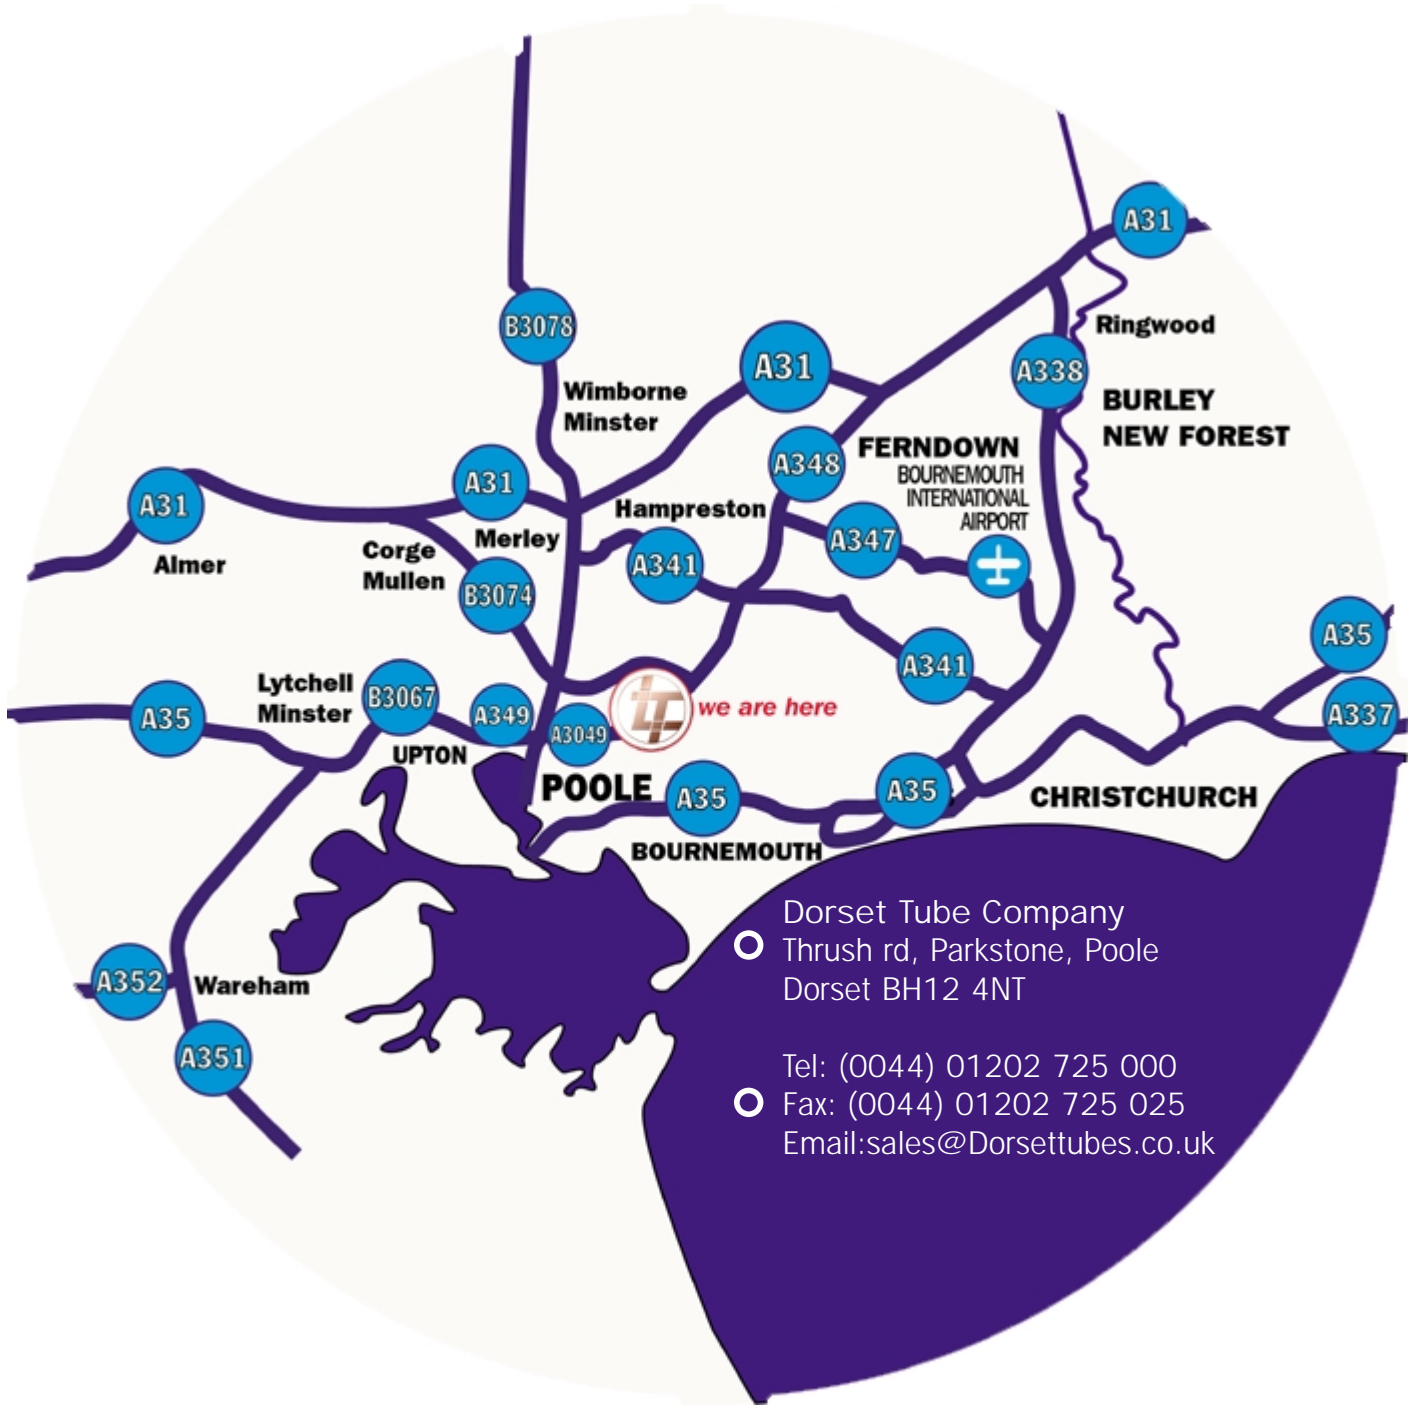 A31
B3078
Ringwood
A31
A338
Wimborne
Minster
BURLEY
NEW FOREST
FERNDOWN
A348
BOURNEMOUTH
INTERNATIONAL
AIRPORT
A31
A31
Hampreston
Merley
A347
Corge
Mullen
Almer
A341
B3074
A35
A341
Lytchell
Minster
B3067
A35
A349
A3049
we are here
A337
UPTON
POOLE
A35
A35
CHRISTCHURCH
BOURNEMOUTH
Dorset Tube Company
Thrush rd, Parkstone, Poole
Dorset BH12 4NT
A352
Wareham
A351
Tel: (0044) 01202 725 000
Fax: (0044) 01202 725 025
Email:sales@Dorsettubes.co.uk